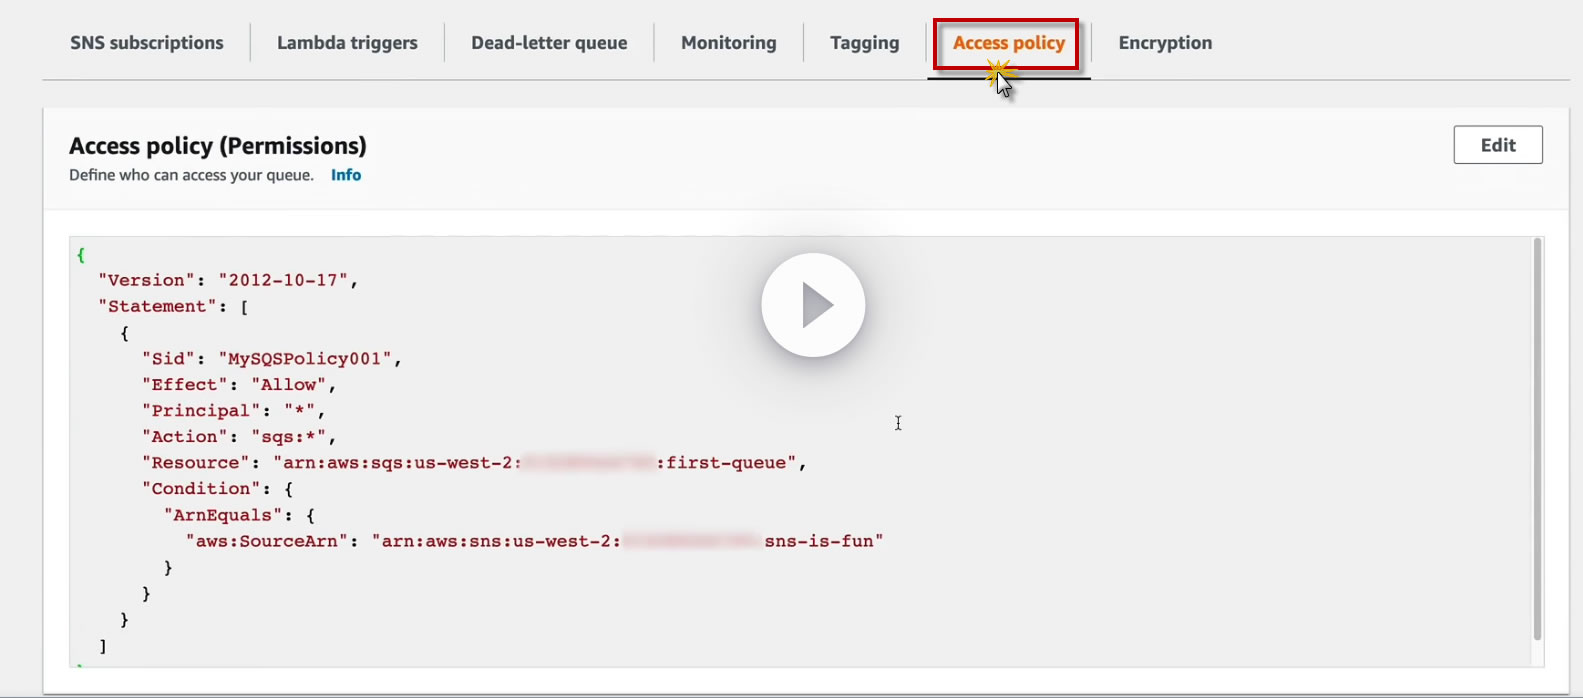 SNS subscriptions
Lambda triggers
Dead-letter queue
Monitoring
Tagging
Access policy
Encryption
Access policy (Permissions)
Edit
Define who can access your queue. Info
{
"Version": "2012-10-17",
"Statement": [
{
"Sid": "MySQSPolicy001",
"Effect": "Allow",
"Principal": "*",
"Action": "sqs:*",
"Resource": "arn:aws:sqs:us-west-2: :first-queue",
"Condition": {
"ArnEquals": {
"aws:SourceArn": "arn:aws:sns:us-west-2: sns-is-fun"
}
}
}
]